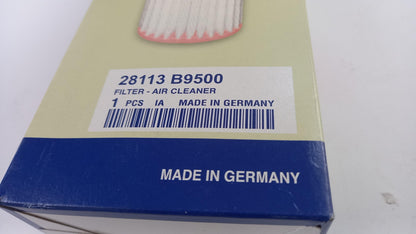 28113 B9500
FILTER - AIR CLEANER
1 PCS IA MADE IN GERMANY
MADE IN GERMANY